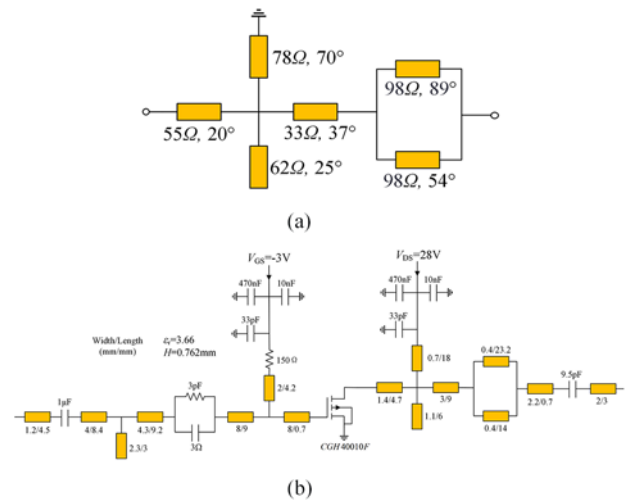 78Ω, 70°
98Ω, 89°
55Ω, 20°
33Ω, 37°
62Ω, 25°
98Ω, 54°
(a)
V_GS=-3V
V_DS=28V
470nF
10nF
470nF
10nF
33pF
33pF
Width/Length
(mm/mm)
ε_r=3.66
H=0.762mm
150Ω
0.7/18
0.4/23.2
1μF
3pF
2/4.2
1.4/4.7
3/9
9.5pF
1.2/4.5
4/8.4
4.3/9.2
8/9
8/0.7
1.1/6
2.2/0.7
2/3
2.3/3
3Ω
CGH40010F
0.4/14
(b)